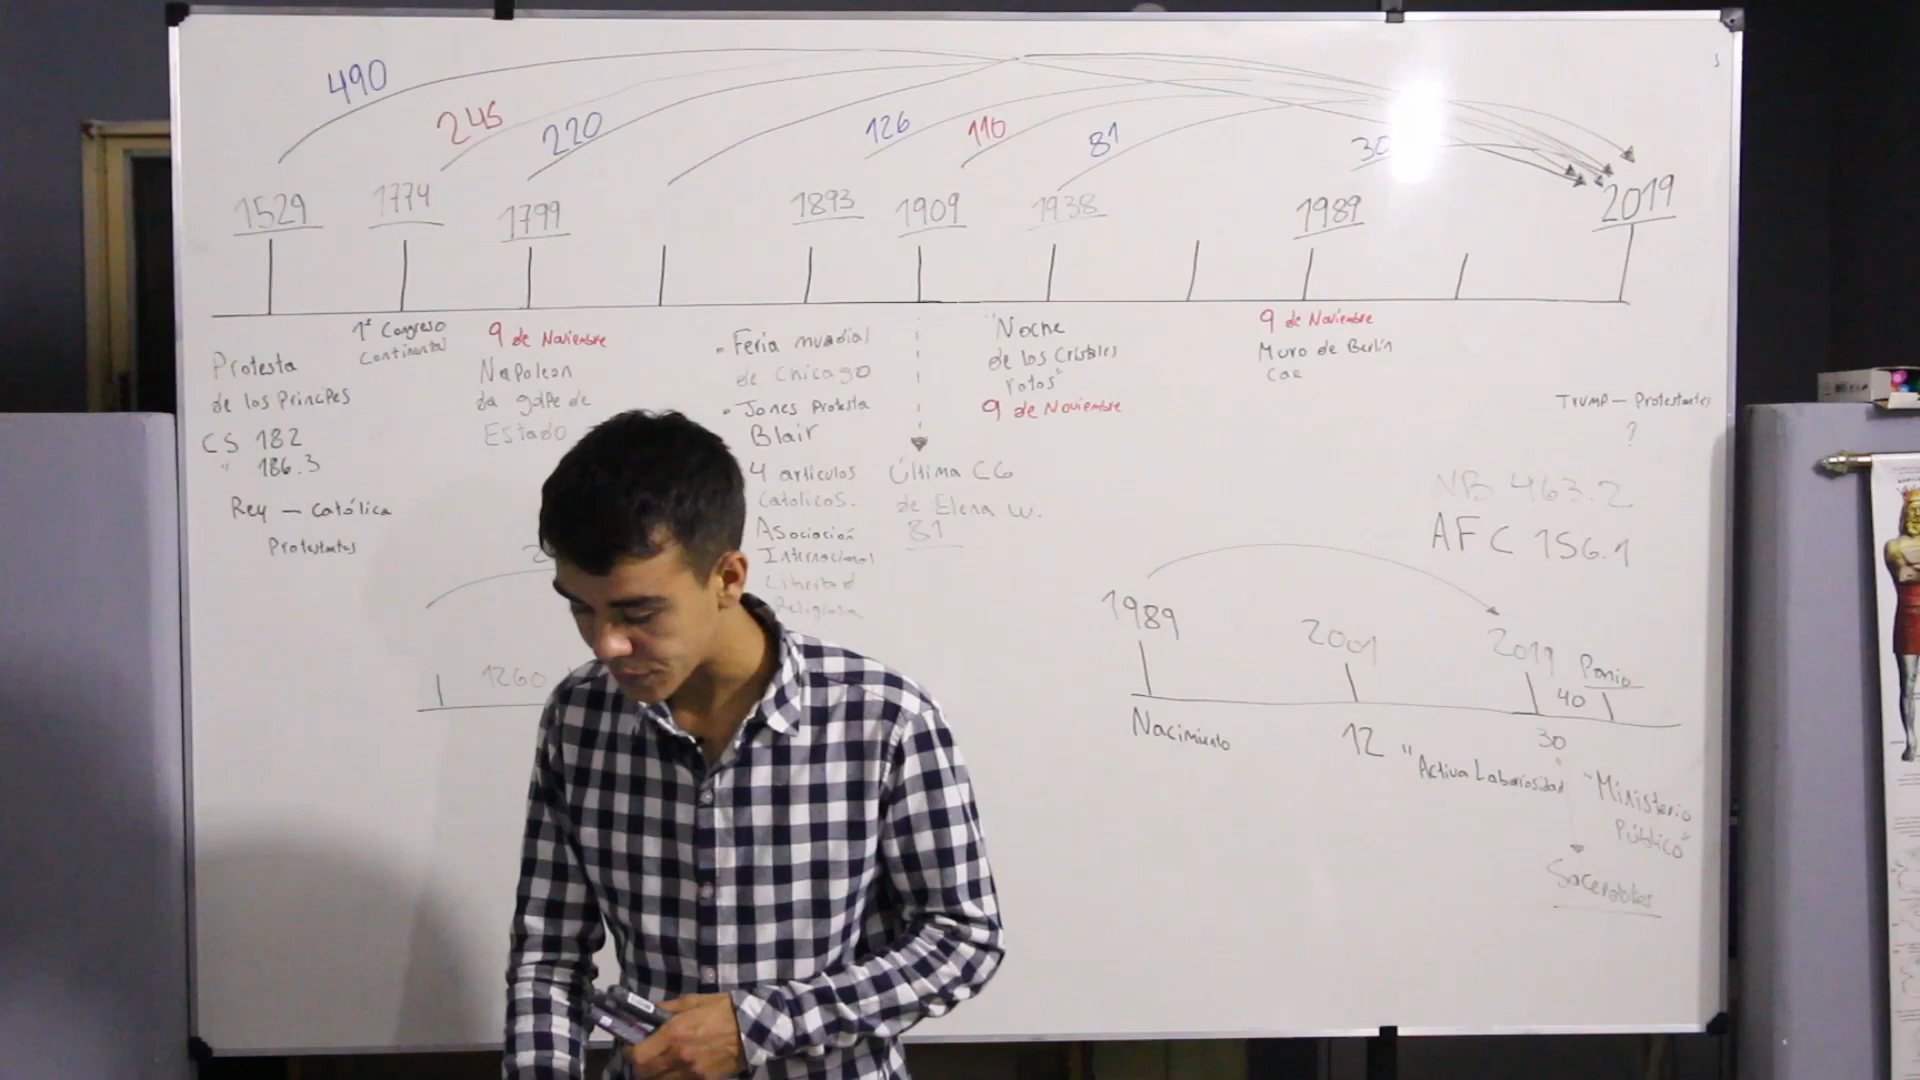 490
245
220
126
110
81
30
1529
1774
1799
1893
1909
1938
1989
2019
Protesta
de los Principes
CS 182
" 186.3
Rey — Católica
Protestantes
1º Congreso
Continental
9 de Noviembre
Napoleon
da golpe de
Estado
- Feria mundial
de Chicago
- Jones Protesta
Blair
4 artículos
Católicos.
Asociación
Internacional
Libertad
Religiosa
Última CG
de Elena W.
81
"Noche
de los Cristales
rotos"
9 de Noviembre
9 de Noviembre
Muro de Berlín
cae
Trump — Protestantes
?
463.2
AFC 156.1
1260
1989
2001
2019
Panio
40
Nacimiento
12
30
"Activa Laboriosidad"
"Ministerio
Público"
Sacerdotes